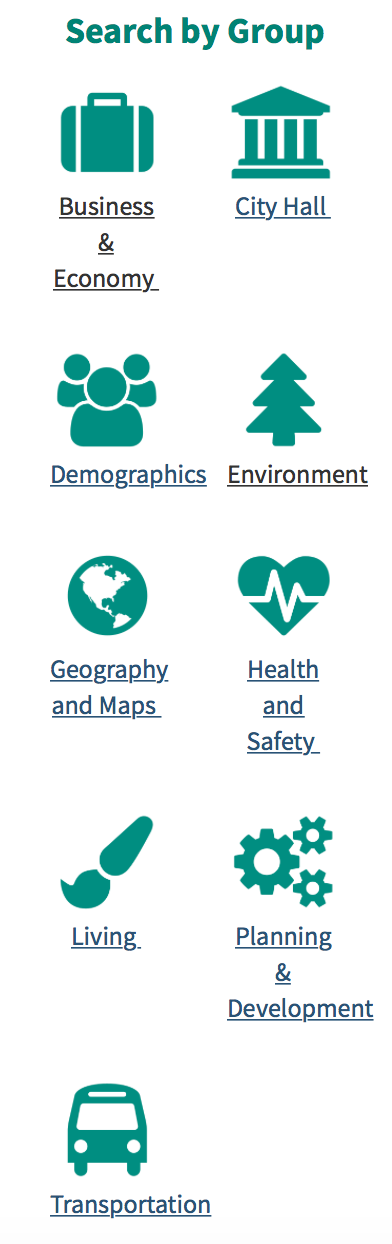 Search by Group
Business
&
Economy
City Hall
Demographics
Environment
Geography
and Maps
Health
and
Safety
Living
Planning
&
Development
Transportation